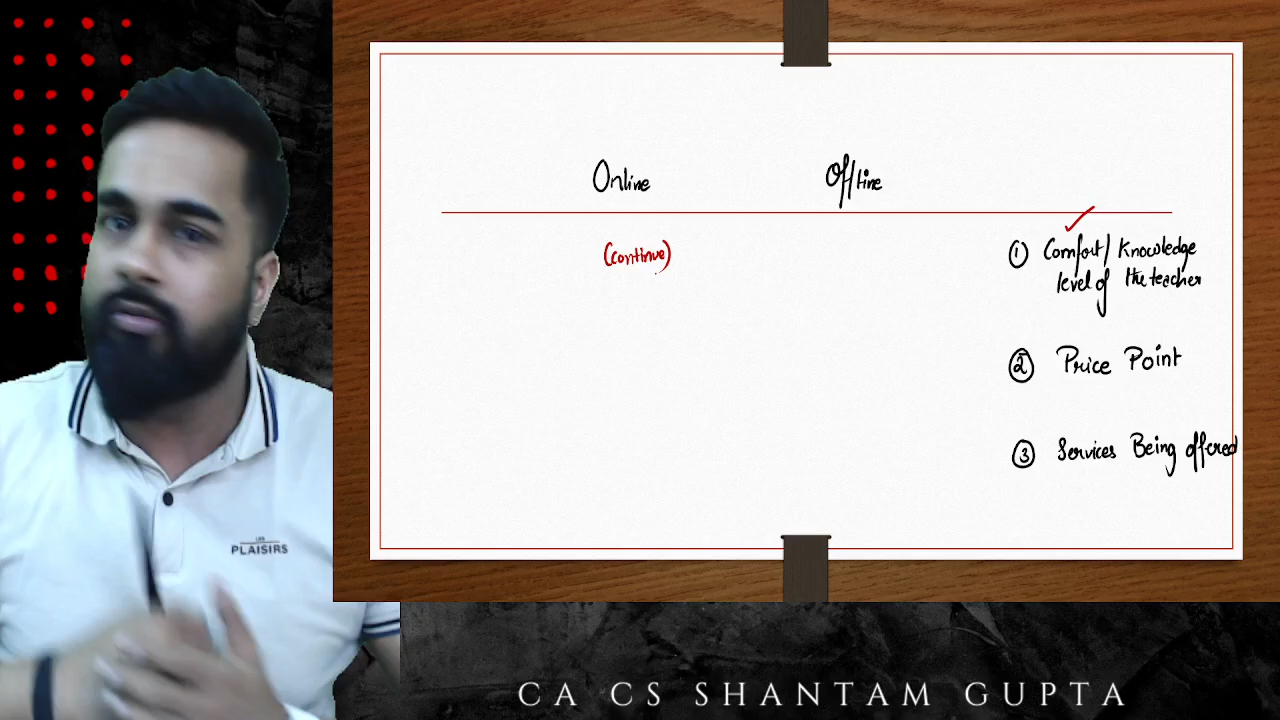 Online
Offline
(continue)
① Comfort/ Knowledge
level of the teacher
② Price Point
③ Services Being offered
LES
PLAISIRS
CA CS SHANTAM GUPTA